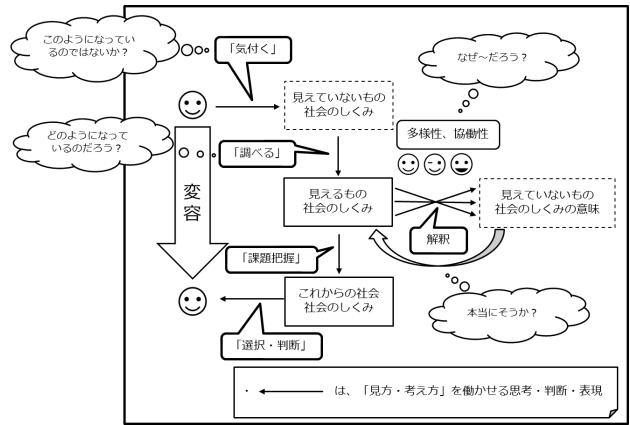 このようになってい
るのではないか？
「気付く」
なぜ～だろう？
見えていないもの
社会のしくみ
多様性、協働性
どのようになって
いるのだろう？
「調べる」
変
容
見えるもの
社会のしくみ
見えていないもの
社会のしくみの意味
解釈
「課題把握」
これからの社会
社会のしくみ
本当にそうか？
「選択・判断」
・ は、「見方・考え方」を働かせる思考・判断・表現